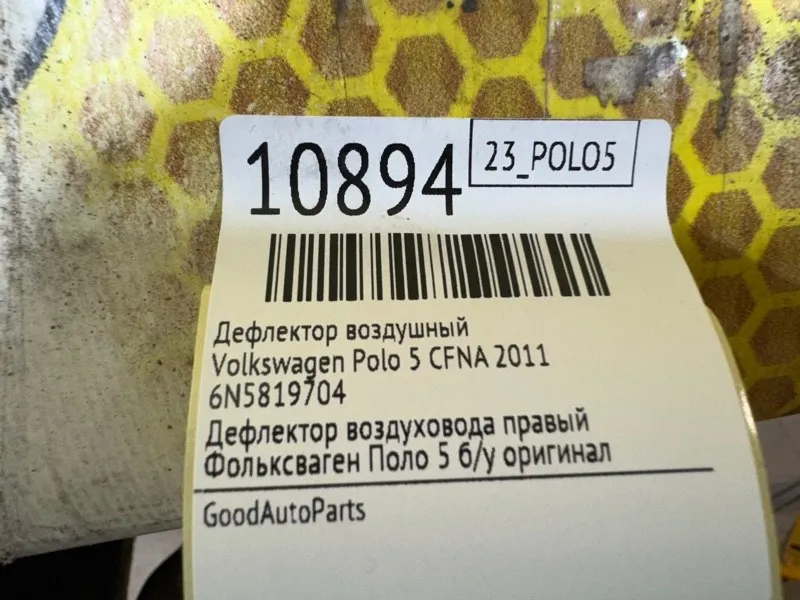 10894
23_POLO5
Дефлектор воздушный
Volkswagen Polo 5 CFNA 2011
6N5819704
Дефлектор воздуховода правый
Фольксваген Поло 5 б/у оригинал
GoodAutoParts